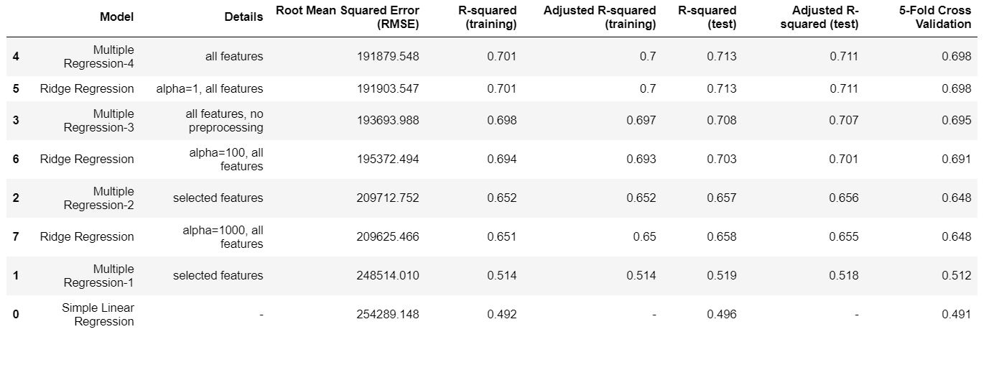 Model Details Root Mean Squared Error (RMSE) R-squared (training) Adjusted R-squared (training) R-squared (test) Adjusted R-squared (test) 5-Fold Cross Validation
4 Multiple Regression-4 all features 191879.548 0.701 0.7 0.713 0.711 0.698
5 Ridge Regression alpha=1, all features 191903.547 0.701 0.7 0.713 0.711 0.698
3 Multiple Regression-3 all features, no preprocessing 193693.988 0.698 0.697 0.708 0.707 0.695
6 Ridge Regression alpha=100, all features 195372.494 0.694 0.693 0.703 0.701 0.691
2 Multiple Regression-2 selected features 209712.752 0.652 0.652 0.657 0.656 0.648
7 Ridge Regression alpha=1000, all features 209625.466 0.651 0.65 0.658 0.655 0.648
1 Multiple Regression-1 selected features 248514.010 0.514 0.514 0.519 0.518 0.512
0 Simple Linear Regression - 254289.148 0.492 - 0.496 - 0.491